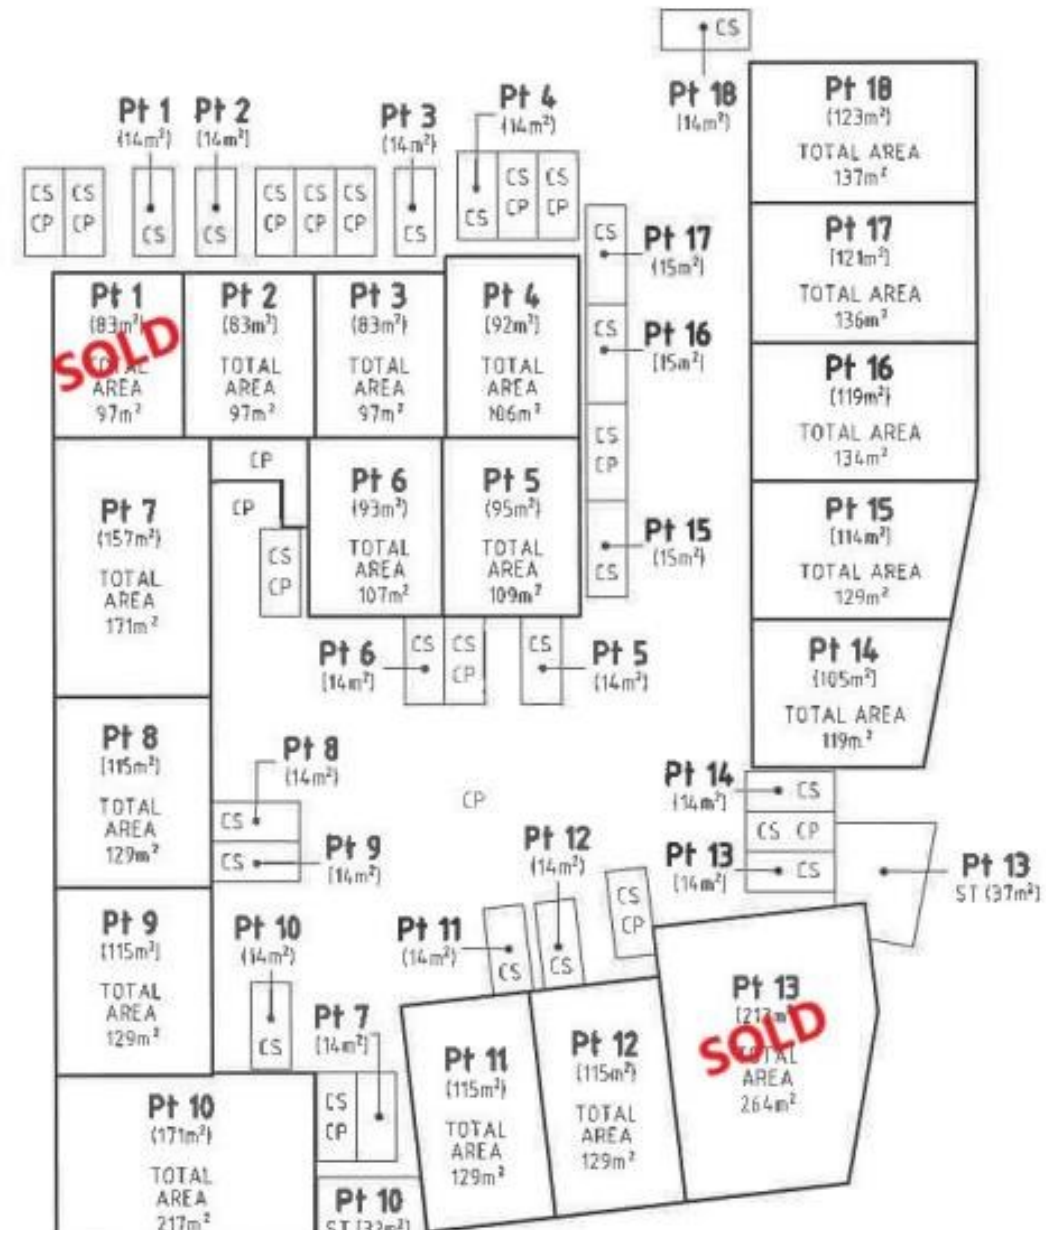 CS
Pt 18
(14m²)
Pt 18
(123m²)
TOTAL AREA
137m²
Pt 1
(14m²)
CS
Pt 2
(14m²)
CS
Pt 3
(14m²)
CS
Pt 4
(14m²)
CS
CS CS
CP CP
CS CS CS
CP CP CP
CS CS
CP CP
Pt 17
(121m²)
TOTAL AREA
136m²
CS
Pt 17
(15m²)
Pt 1
(83m²)
SOLD
TOTAL
AREA
97m²
Pt 2
(83m²)
TOTAL
AREA
97m²
Pt 3
(83m²)
TOTAL
AREA
97m²
Pt 4
(92m²)
TOTAL
AREA
106m²
CS
Pt 16
(15m²)
Pt 16
(119m²)
TOTAL AREA
134m²
CS
CP
CP
CP
CS
CP
Pt 7
(157m²)
TOTAL
AREA
171m²
Pt 6
(93m²)
TOTAL
AREA
107m²
Pt 5
(95m²)
TOTAL
AREA
109m²
Pt 15
(15m²)
CS
Pt 15
(114m²)
TOTAL AREA
129m²
Pt 6
(14m²)
CS
CS
CP
CS
Pt 5
(14m²)
Pt 14
(105m²)
TOTAL AREA
119m²
Pt 8
(115m²)
TOTAL
AREA
129m²
Pt 8
(14m²)
CS
CS
Pt 9
(14m²)
CP
Pt 14
(14m²)
CS
CS CP
Pt 13
(14m²)
CS
Pt 13
ST (37m²)
Pt 12
(14m²)
CS
CS
CP
Pt 11
(14m²)
CS
Pt 9
(115m²)
TOTAL
AREA
129m²
Pt 10
(14m²)
CS
Pt 7
(14m²)
CS
CP
Pt 11
(115m²)
TOTAL
AREA
129m²
Pt 12
(115m²)
TOTAL
AREA
129m²
Pt 13
SOLD
TOTAL
AREA
264m²
Pt 10
(171m²)
TOTAL
AREA
217m²
Pt 10